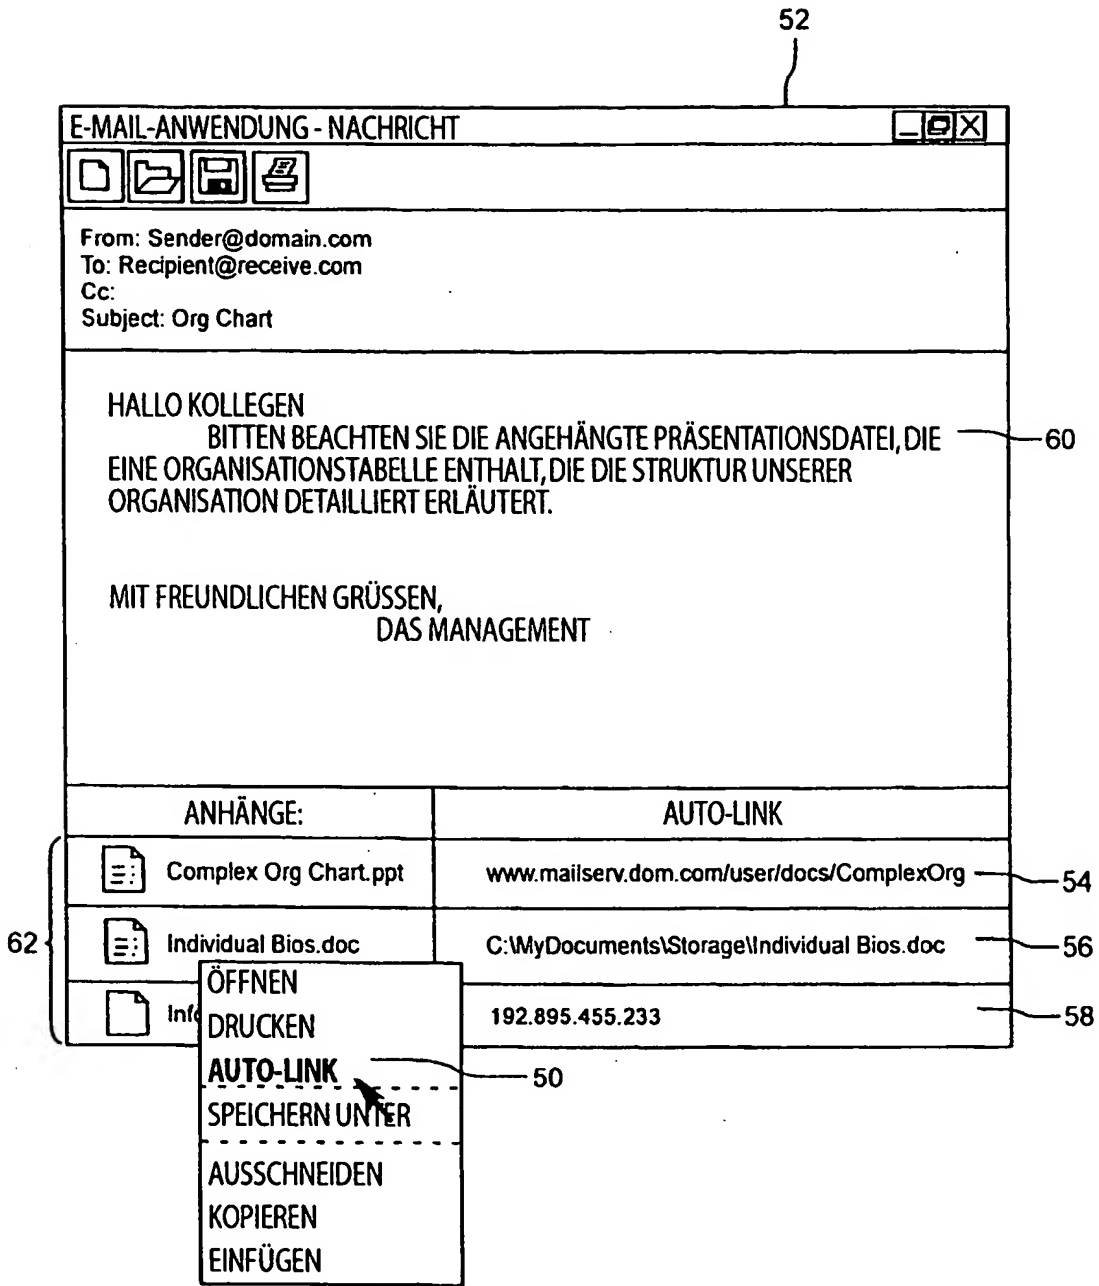 52
E-MAIL-ANWENDUNG - NACHRICHT
From: Sender@domain.com
To: Recipient@receive.com
Cc:
Subject: Org Chart
HALLO KOLLEGEN
BITTEN BEACHTEN SIE DIE ANGEHÄNGTE PRÄSENTATIONSDATEI, DIE
60
EINE ORGANISATIONSTABELLE ENTHALT, DIE DIE STRUKTUR UNSERER
ORGANISATION DETAILLIERT ERLÄUTERT.
MIT FREUNDLICHEN GRÜSSEN,
DAS MANAGEMENT
ANHÄNGE: AUTO-LINK
Complex Org Chart.ppt www.mailserv.dom.com/user/docs/ComplexOrg 54
62 Individual Bios.doc C:\MyDocuments\Storage\Individual Bios.doc 56
192.895.455.233 58
ÖFFNEN
DRUCKEN
AUTO-LINK 50
SPEICHERN UNTER
AUSSCHNEIDEN
KOPIEREN
EINFÜGEN